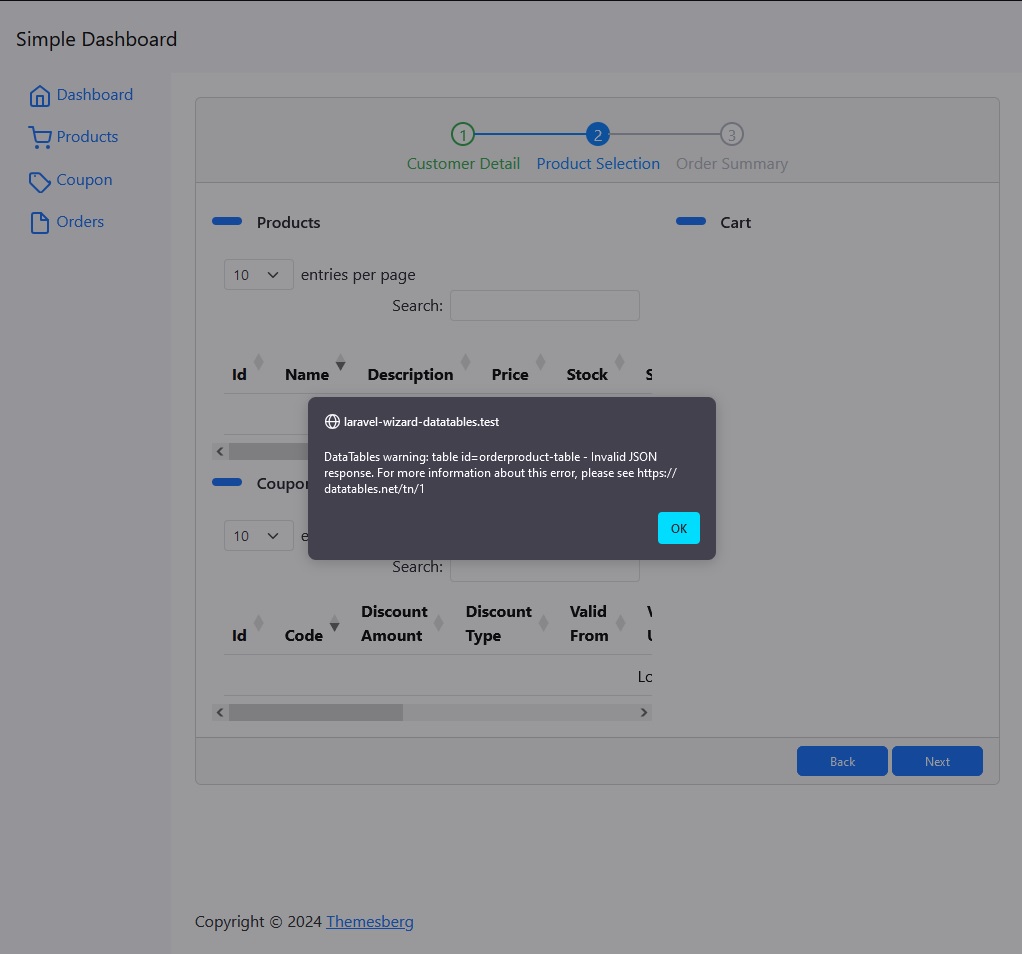 Simple Dashboard
Dashboard
Products
Coupon
Orders
1
2
3
Customer Detail
Product Selection
Order Summary
Products
Cart
10
entries per page
Search:
Id
Name
Description
Price
Stock
laravel-wizard-datatables.test
DataTables warning: table id=orderproduct-table - Invalid JSON
response. For more information about this error, please see https://
datatables.net/tn/1
OK
10
Search:
Id
Code
Discount
Amount
Discount
Type
Valid
From
Back
Next
Copyright © 2024 Themesberg